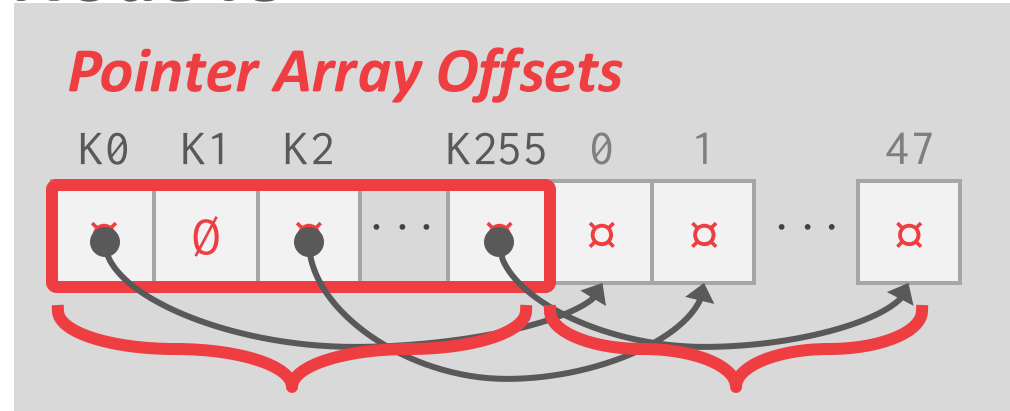 Pointer Array Offsets
K0 K1 K2 K255 0 1 47
¤ Ø ¤ ··· ¤ ¤ ¤ ··· ¤